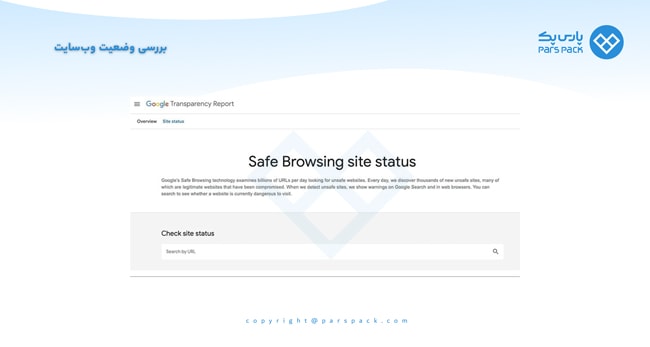 بررسی وضعیت وب‌سایت
پارس پک
Pars Pack
Google Transparency Report
Overview Site status
Safe Browsing site status
Google's Safe Browsing technology examines billions of URLs per day looking for unsafe websites. Every day, we discover thousands of new unsafe sites, many of
which are legitimate websites that have been compromised. When we detect unsafe sites, we show warnings on Google Search and in web browsers. You can
search to see whether a website is currently dangerous to visit.
Check site status
Search by URL
copyright@parspack.com